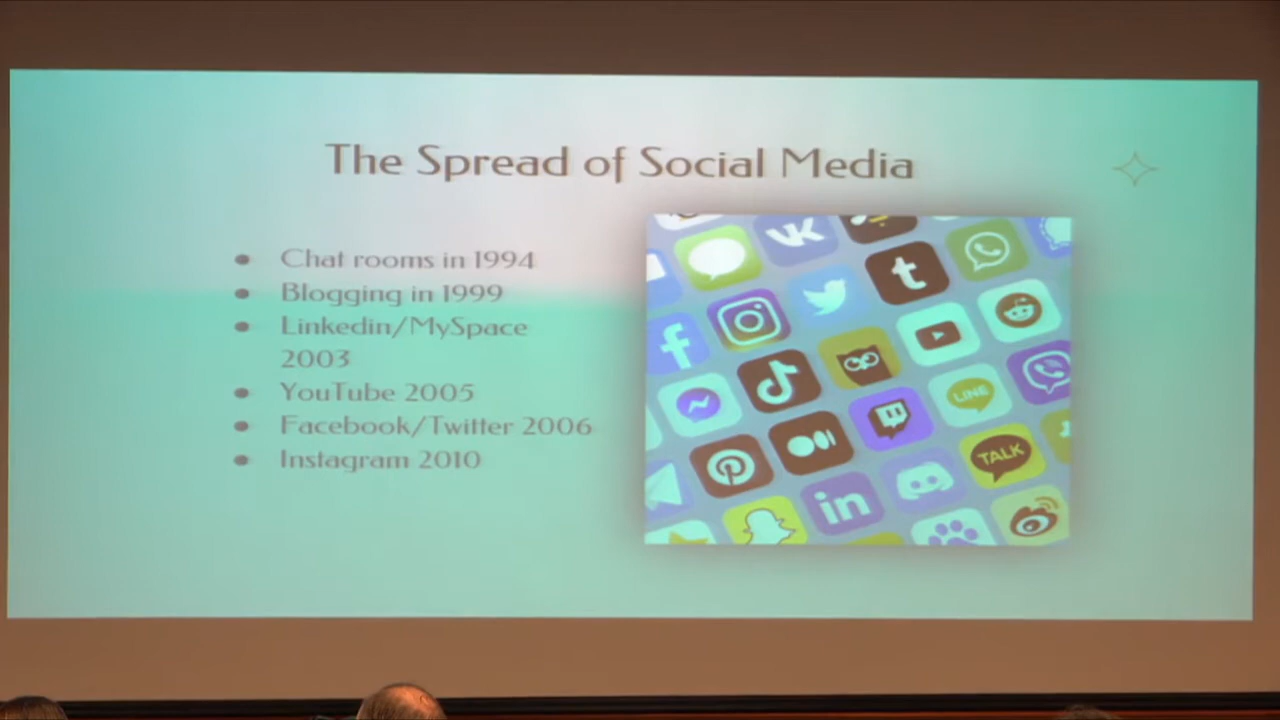 The Spread of Social Media
Chat rooms in 1994
Blogging in 1999
Linkedin/MySpace
2003
YouTube 2005
Facebook/Twitter 2006
Instagram 2010
LINE
TALK
in